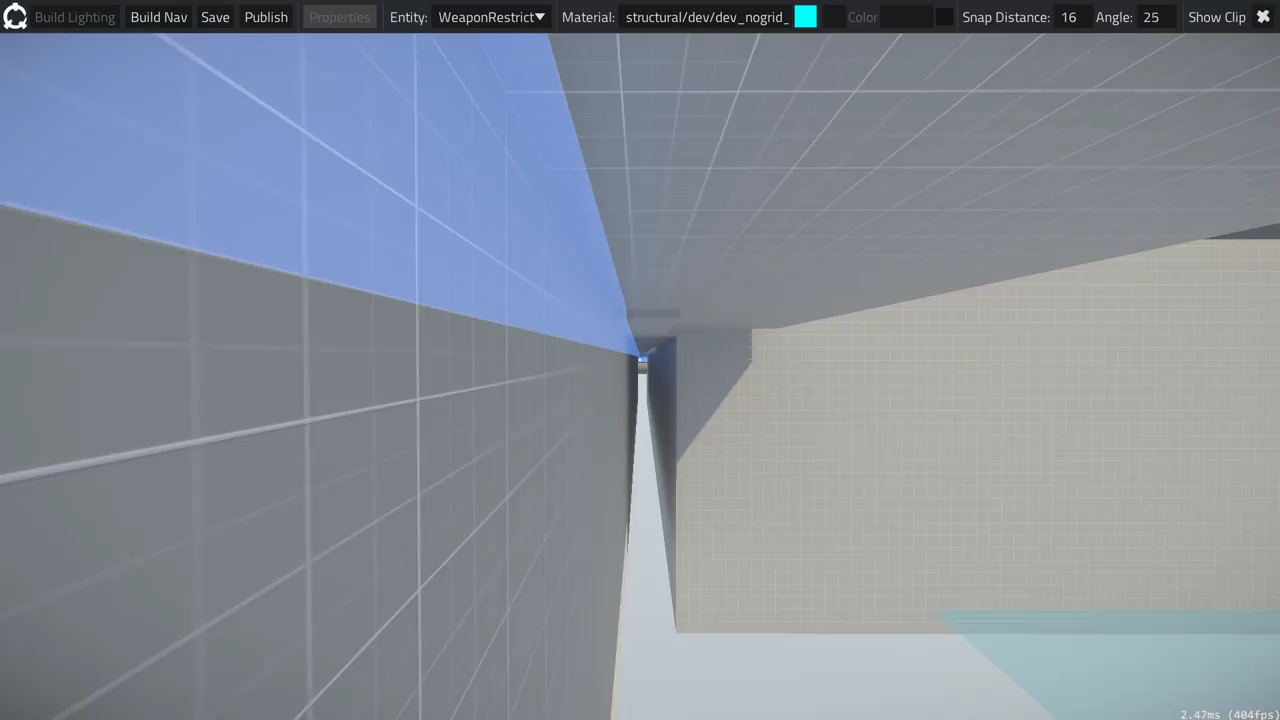 Build Lighting Build Nav Save Publish Properties Entity: WeaponRestrict Material: structural/dev/dev_nogrid_ Color Snap Distance: 16 Angle: 25 Show Clip
2.47ms (404fps)